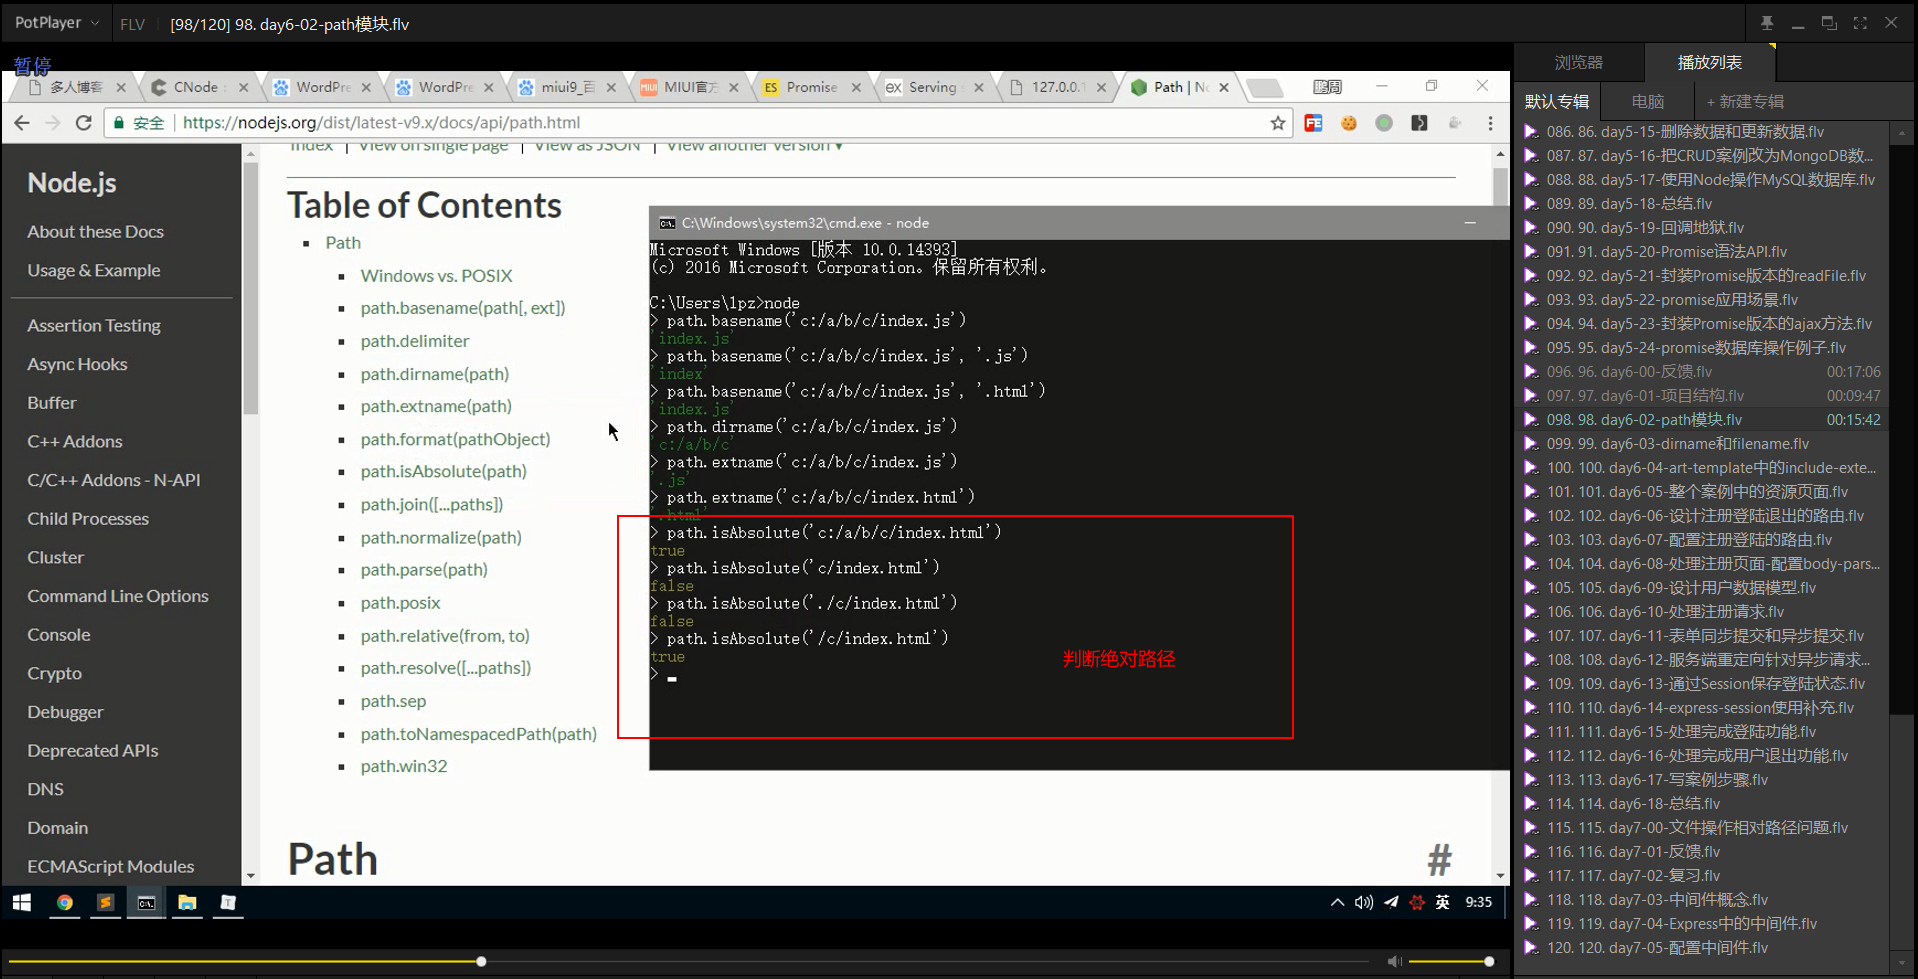 PotPlayer
FLV
[98/120] 98. day6-02-path模块.flv
暂停
多人博客
CNode
WordPre
WordPre
miui9_百
MIUI官方
ES Promise
ex Serving
127.0.0.1
Path | No
鹏周
安全 | https://nodejs.org/dist/latest-v9.x/docs/api/path.html
Node.js
About these Docs
Usage & Example
Assertion Testing
Async Hooks
Buffer
C++ Addons
C/C++ Addons - N-API
Child Processes
Cluster
Command Line Options
Console
Crypto
Debugger
Deprecated APIs
DNS
Domain
ECMAScript Modules
Index | View on single page | View as JSON | View another version ▼
Table of Contents
Path
Windows vs. POSIX
path.basename(path[, ext])
path.delimiter
path.dirname(path)
path.extname(path)
path.format(pathObject)
path.isAbsolute(path)
path.join([...paths])
path.normalize(path)
path.parse(path)
path.posix
path.relative(from, to)
path.resolve([...paths])
path.sep
path.toNamespacedPath(path)
path.win32
Path
#
C:\Windows\system32\cmd.exe - node
Microsoft Windows [版本 10.0.14393]
(c) 2016 Microsoft Corporation。保留所有权利。
C:\Users\lpz>node
> path.basename('c:/a/b/c/index.js')
'index.js'
> path.basename('c:/a/b/c/index.js', '.js')
'index'
> path.basename('c:/a/b/c/index.js', '.html')
'index.js'
> path.dirname('c:/a/b/c/index.js')
'c:/a/b/c'
> path.extname('c:/a/b/c/index.js')
'.js'
> path.extname('c:/a/b/c/index.html')
'.html'
> path.isAbsolute('c:/a/b/c/index.html')
true
> path.isAbsolute('c/index.html')
false
> path.isAbsolute('./c/index.html')
false
> path.isAbsolute('/c/index.html')
true
>
判断绝对路径
英
9:35
浏览器
播放列表
默认专辑
电脑
+ 新建专辑
086. 86. day5-15-删除数据和更新数据.flv
087. 87. day5-16-把CRUD案例改为MongoDB数...
088. 88. day5-17-使用Node操作MySQL数据库.flv
089. 89. day5-18-总结.flv
090. 90. day5-19-回调地狱.flv
091. 91. day5-20-Promise语法API.flv
092. 92. day5-21-封装Promise版本的readFile.flv
093. 93. day5-22-promise应用场景.flv
094. 94. day5-23-封装Promise版本的ajax方法.flv
095. 95. day5-24-promise数据库操作例子.flv
096. 96. day6-00-反馈.flv 00:17:06
097. 97. day6-01-项目结构.flv 00:09:47
098. 98. day6-02-path模块.flv 00:15:42
099. 99. day6-03-dirname和filename.flv
100. 100. day6-04-art-template中的include-exte...
101. 101. day6-05-整个案例中的资源页面.flv
102. 102. day6-06-设计注册登陆退出的路由.flv
103. 103. day6-07-配置注册登陆的路由.flv
104. 104. day6-08-处理注册页面-配置body-pars...
105. 105. day6-09-设计用户数据模型.flv
106. 106. day6-10-处理注册请求.flv
107. 107. day6-11-表单同步提交和异步提交.flv
108. 108. day6-12-服务端重定向针对异步请求...
109. 109. day6-13-通过Session保存登陆状态.flv
110. 110. day6-14-express-session使用补充.flv
111. 111. day6-15-处理完成登陆功能.flv
112. 112. day6-16-处理完成用户退出功能.flv
113. 113. day6-17-写案例步骤.flv
114. 114. day6-18-总结.flv
115. 115. day7-00-文件操作相对路径问题.flv
116. 116. day7-01-反馈.flv
117. 117. day7-02-复习.flv
118. 118. day7-03-中间件概念.flv
119. 119. day7-04-Express中的中间件.flv
120. 120. day7-05-配置中间件.flv